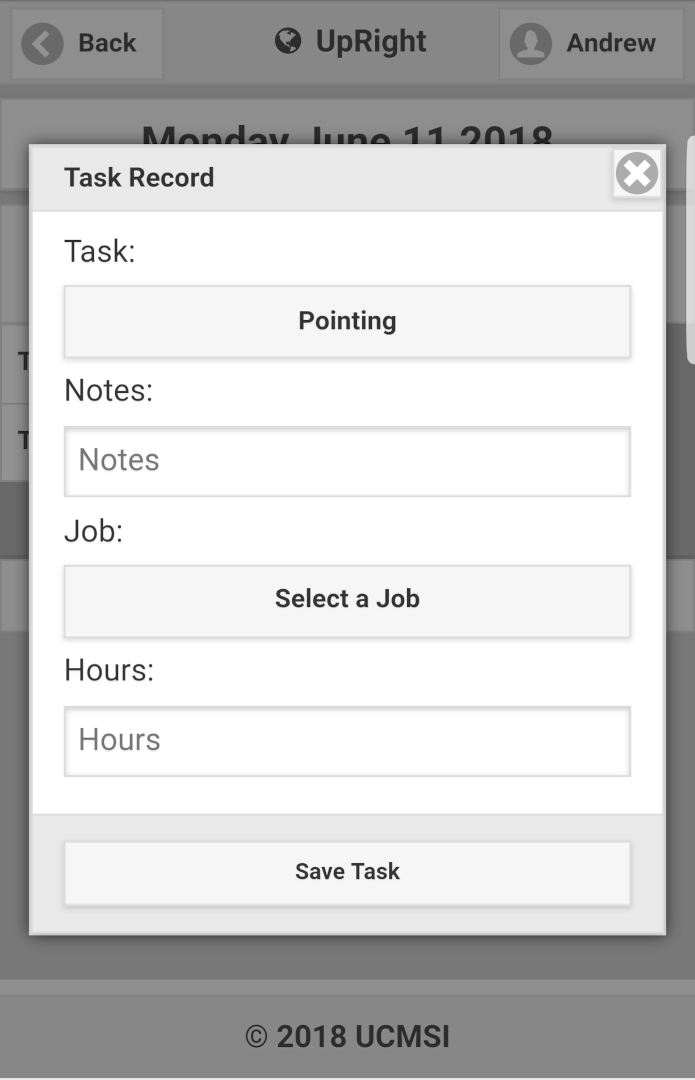 Back
UpRight
Andrew
Monday June 11 2018
Task Record
Task:
Pointing
Notes:
Notes
Job:
Select a Job
Hours:
Hours
Save Task
© 2018 UCMSI